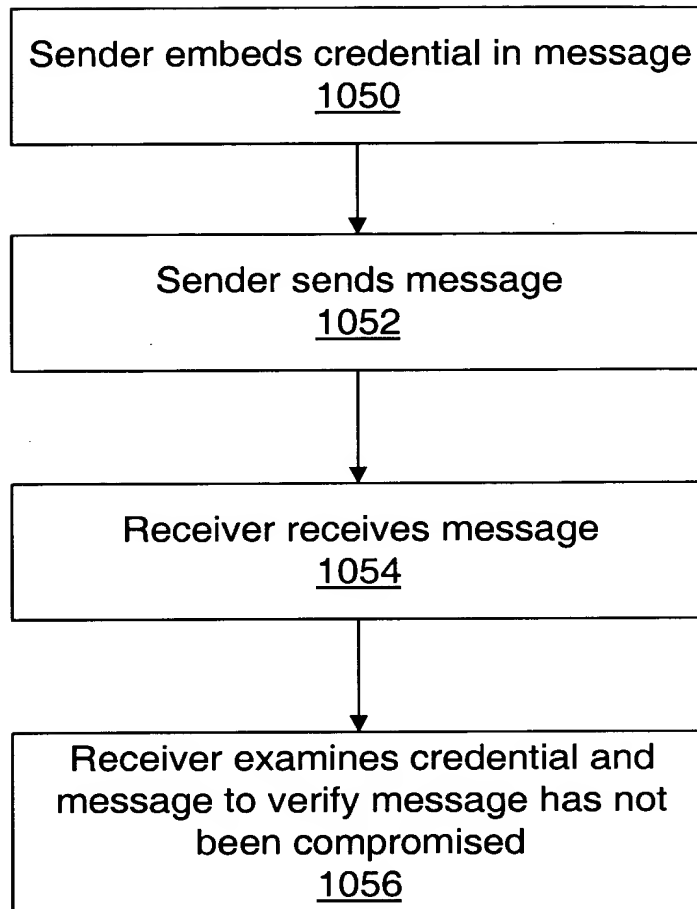 Sender embeds credential in message
1050
Sender sends message
1052
Receiver receives message
1054
Receiver examines credential and
message to verify message has not
been compromised
1056